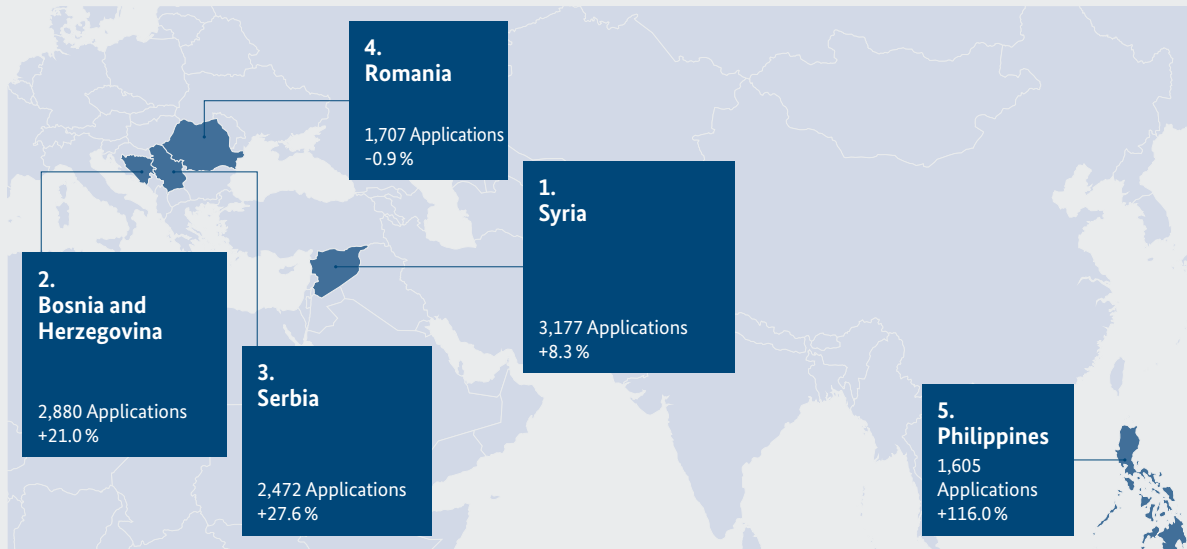 4.
Romania
1,707 Applications
-0.9 %
1.
Syria
3,177 Applications
+8.3 %
2.
Bosnia and
Herzegovina
2,880 Applications
+21.0 %
3.
Serbia
2,472 Applications
+27.6 %
5.
Philippines
1,605
Applications
+116.0 %